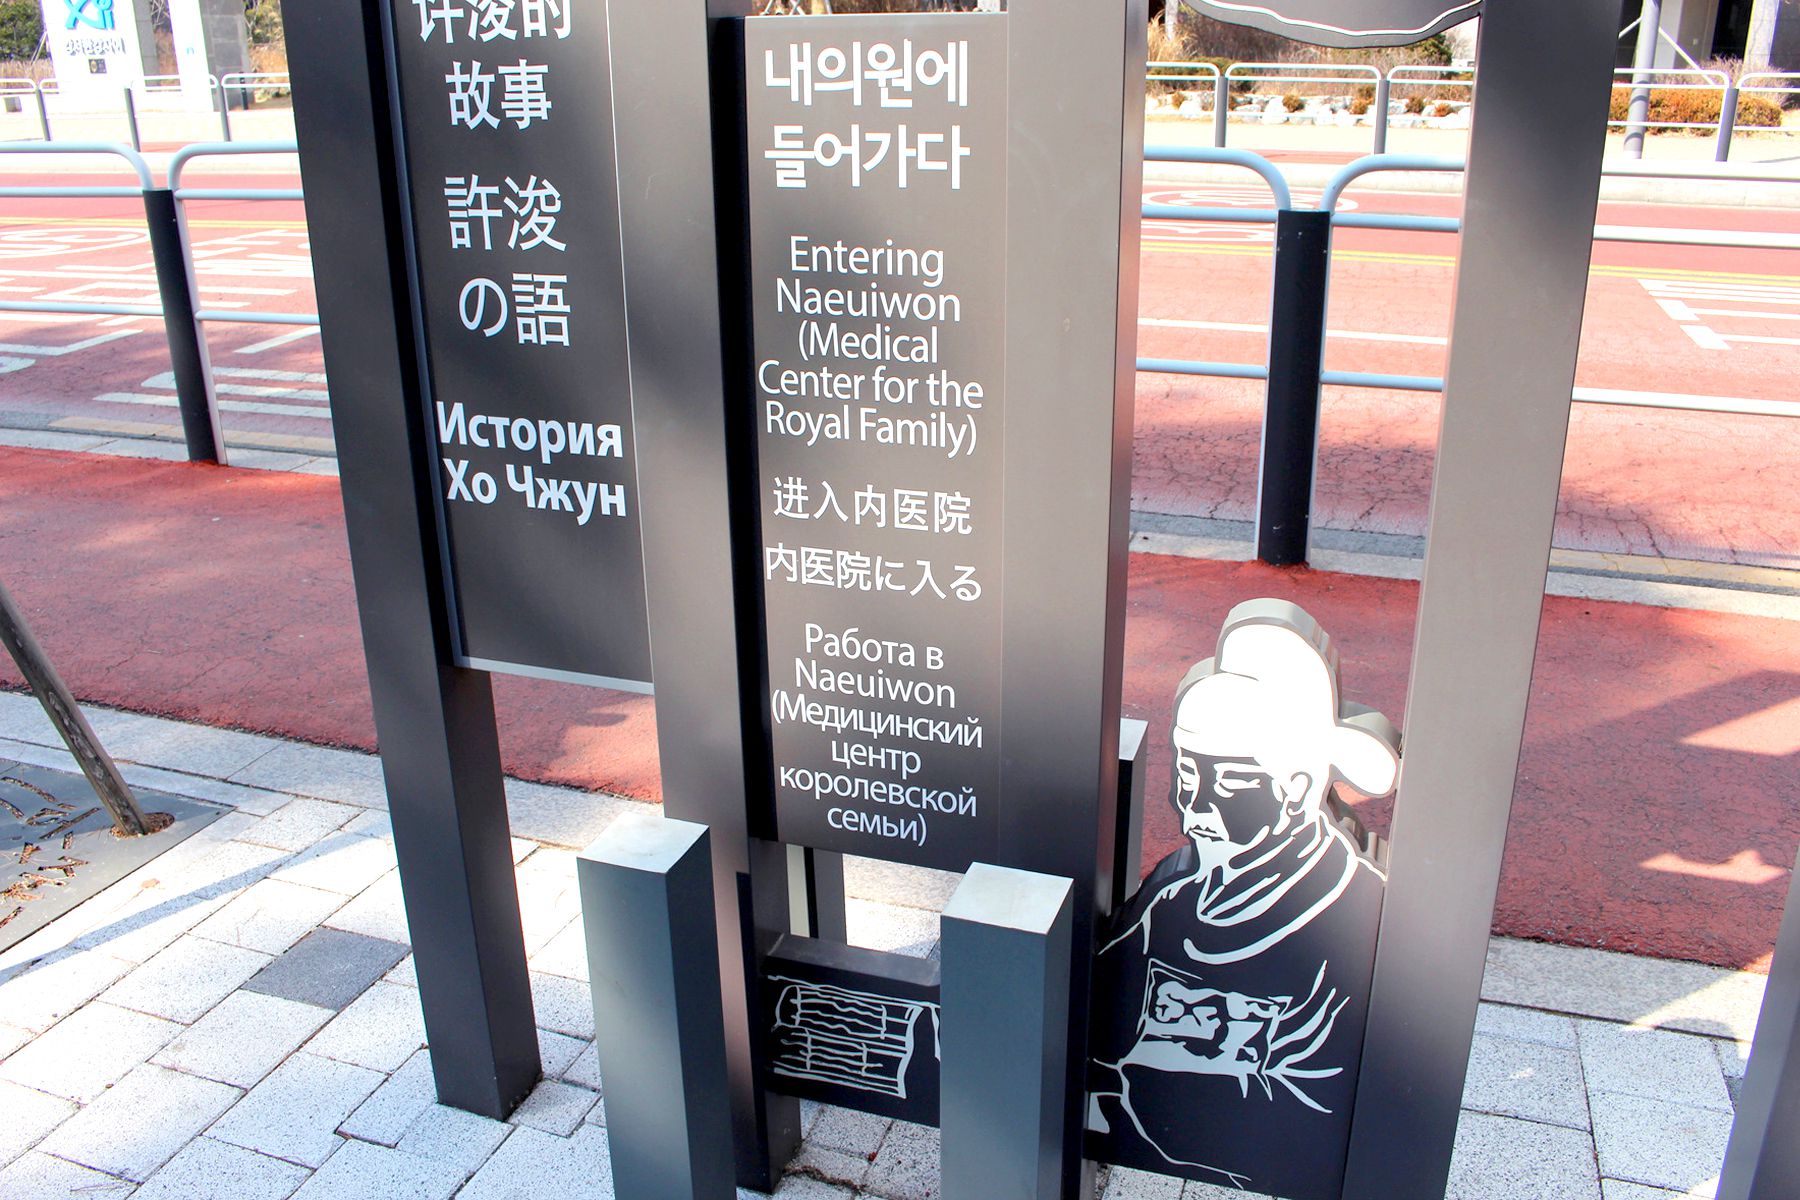 许浚的
故事
許浚
の語
История
Хо Чжун
내의원에
들어가다
Entering
Naeuiwon
(Medical
Center for the
Royal Family)
进入内医院
内医院に入る
Работа в
Naeuiwon
(Медицинский
центр
королевской
семьи)